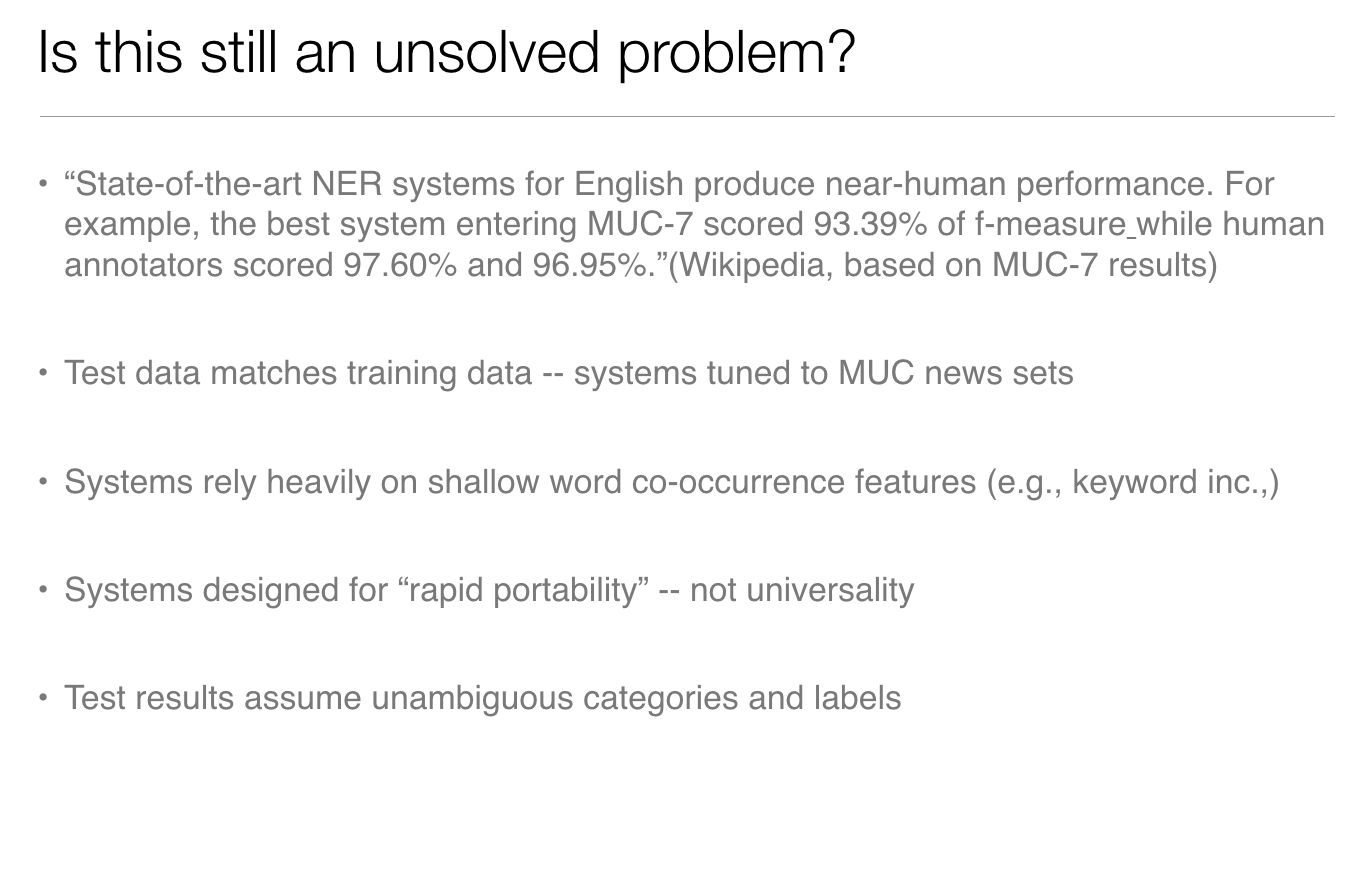 Is this still an unsolved problem?
• “State-of-the-art NER systems for English produce near-human performance. For
example, the best system entering MUC-7 scored 93.39% of f-measure while human
annotators scored 97.60% and 96.95%.”(Wikipedia, based on MUC-7 results)
• Test data matches training data -- systems tuned to MUC news sets
• Systems rely heavily on shallow word co-occurrence features (e.g., keyword inc.,)
• Systems designed for “rapid portability” -- not universality
• Test results assume unambiguous categories and labels